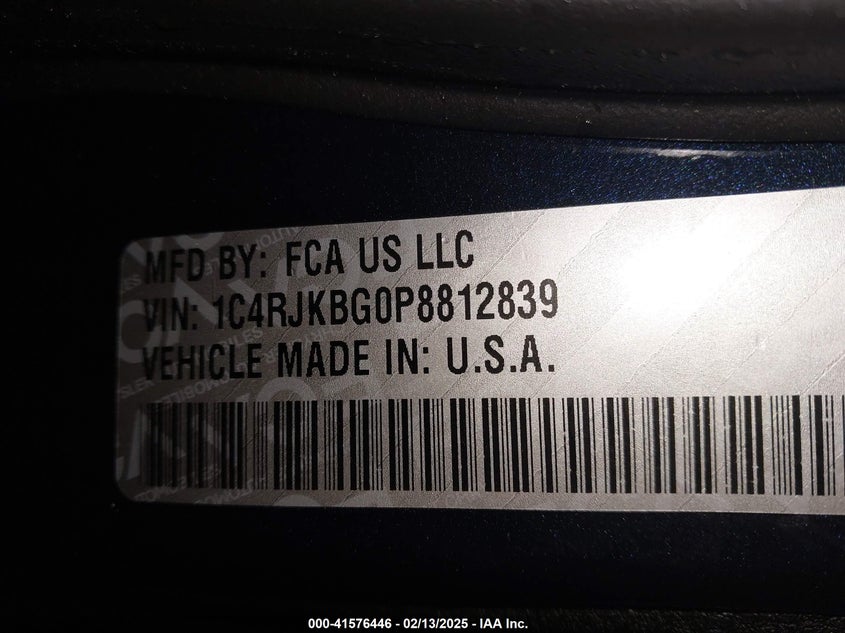 MFD BY: FCA US LLC
VIN: 1C4RJKBG0P8812839
VEHICLE MADE IN: U.S.A.
000-41576446 - 02/13/2025 - IAA Inc.